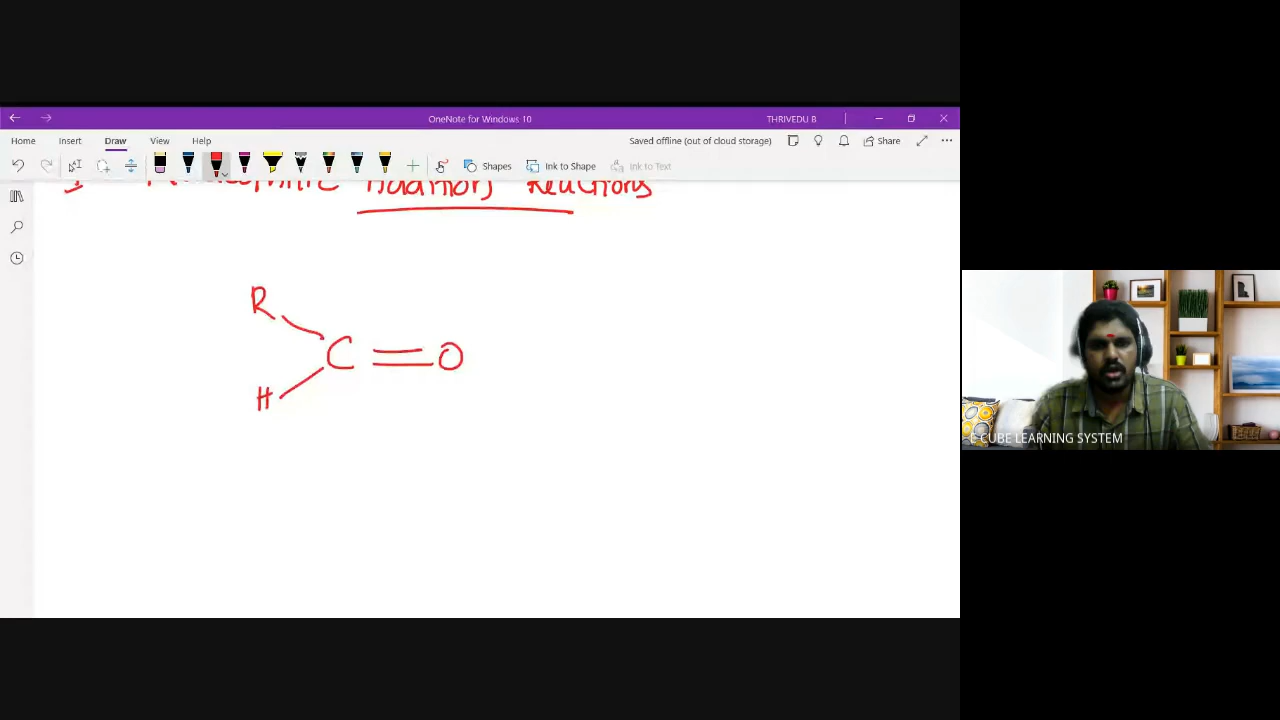 OneNote for Windows 10
THRIVEDU B
Home Insert Draw View Help
Saved offline (out of cloud storage)
Share
Shapes
Ink to Shape
Ink to Text
Addition Reactions
R
C = O
H
E CUBE LEARNING SYSTEM